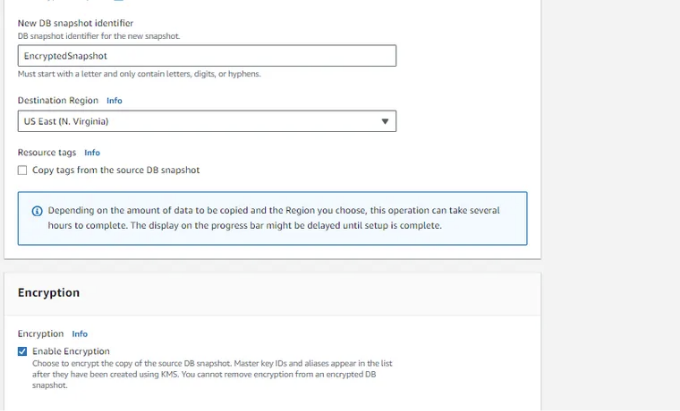 New DB snapshot identifier
DB snapshot identifier for the new snapshot.
EncryptedSnapshot
Must start with a letter and only contain letters, digits, or hyphens.
Destination Region Info
US East (N. Virginia)
Resource tags Info
Copy tags from the source DB snapshot
Depending on the amount of data to be copied and the Region you choose, this operation can take several
hours to complete. The display on the progress bar might be delayed until setup is complete.
Encryption
Encryption Info
Enable Encryption
Choose to encrypt the copy of the source DB snapshot. Master key IDs and aliases appear in the list
after they have been created using KMS. You cannot remove encryption from an encrypted DB
snapshot.